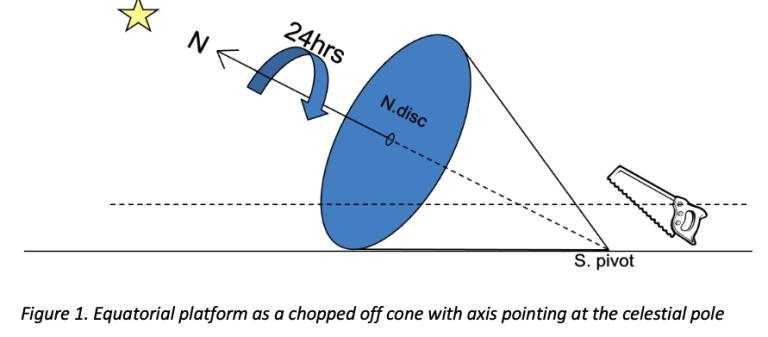 24hrs
N
N.disc
S. pivot
Figure 1. Equatorial platform as a chopped off cone with axis pointing at the celestial pole